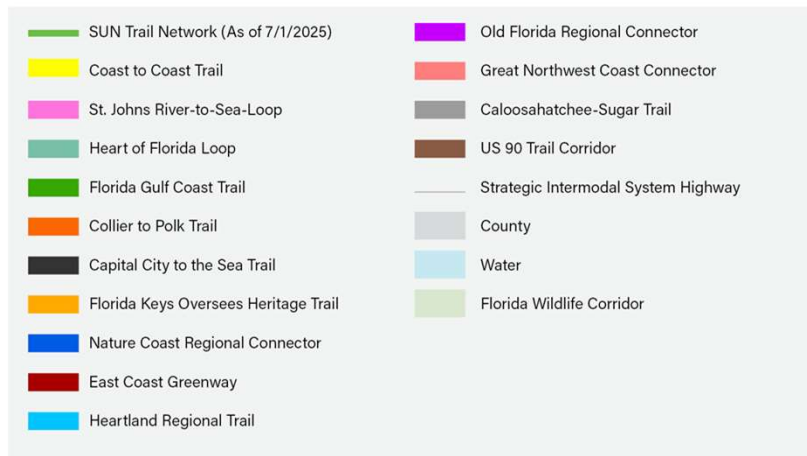 SUN Trail Network (As of 7/1/2025)
Coast to Coast Trail
St. Johns River-to-Sea-Loop
Heart of Florida Loop
Florida Gulf Coast Trail
Collier to Polk Trail
Capital City to the Sea Trail
Florida Keys Oversees Heritage Trail
Nature Coast Regional Connector
East Coast Greenway
Heartland Regional Trail
Old Florida Regional Connector
Great Northwest Coast Connector
Caloosahatchee-Sugar Trail
US 90 Trail Corridor
Strategic Intermodal System Highway
County
Water
Florida Wildlife Corridor